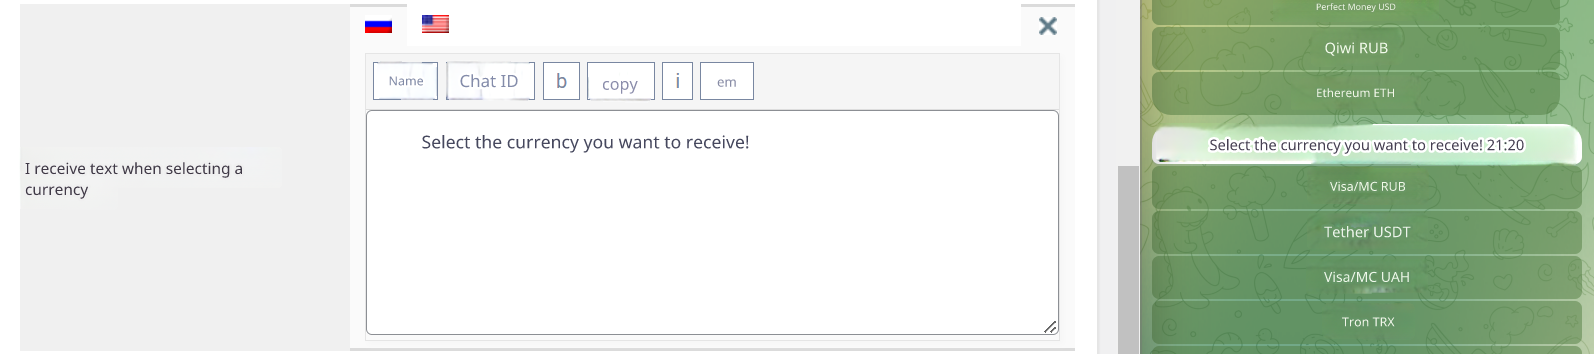 I receive text when selecting a
currency
Name Chat ID b copy i em
Select the currency you want to receive!
Perfect Money USD
Qiwi RUB
Ethereum ETH
Select the currency you want to receive! 21:20
Visa/MC RUB
Tether USDT
Visa/MC UAH
Tron TRX